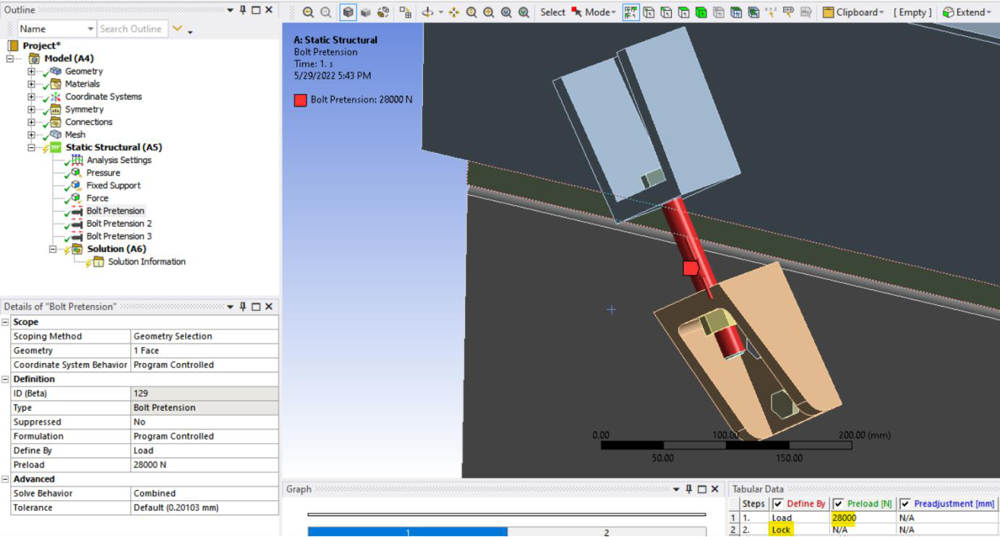 Outline
Name Search Outline
Project*
Model (A4)
Geometry
Materials
Coordinate Systems
Symmetry
Connections
Mesh
Static Structural (A5)
Analysis Settings
Pressure
Fixed Support
Force
Bolt Pretension
Bolt Pretension 2
Bolt Pretension 3
Solution (A6)
Solution Information
Details of "Bolt Pretension"
Scope
Scoping Method Geometry Selection
Geometry 1 Face
Coordinate System Behavior Program Controlled
Definition
ID (Beta) 129
Type Bolt Pretension
Suppressed No
Formulation Program Controlled
Define By Load
Preload 28000 N
Advanced
Solve Behavior Combined
Tolerance Default (0.20103 mm)
Select Mode Clipboard [ Empty ] Extend
A: Static Structural
Bolt Pretension
Time: 1. s
5/29/2022 5:43 PM
Bolt Pretension: 28000 N
0.00 100.00 200.00 (mm)
50.00 150.00
Graph
1 2
Tabular Data
Steps Define By Preload [N] Preadjustment [mm]
1 1. Load 28000 N/A
2 2. Lock N/A N/A